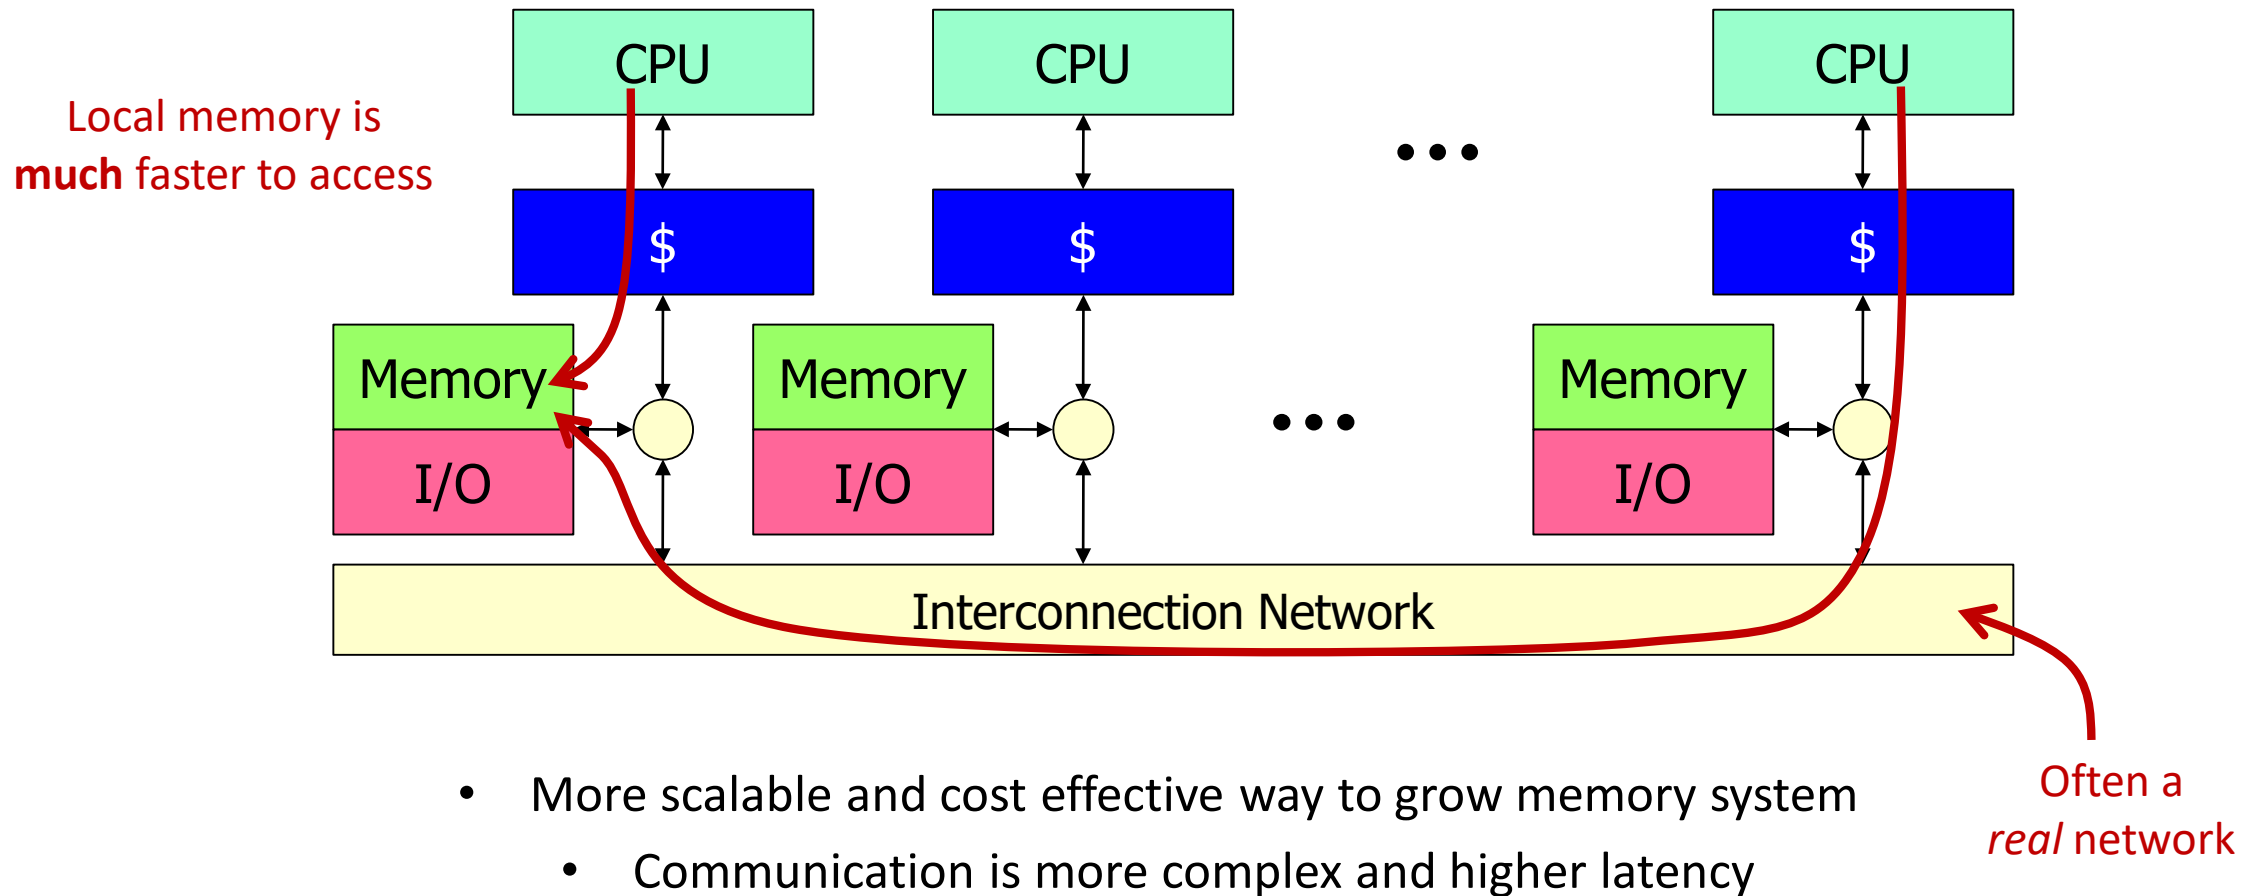 CPU
CPU
CPU
Local memory is
much faster to access
$
$
$
Memory
Memory
Memory
I/O
I/O
I/O
Interconnection Network
• More scalable and cost effective way to grow memory system
• Communication is more complex and higher latency
Often a
real network